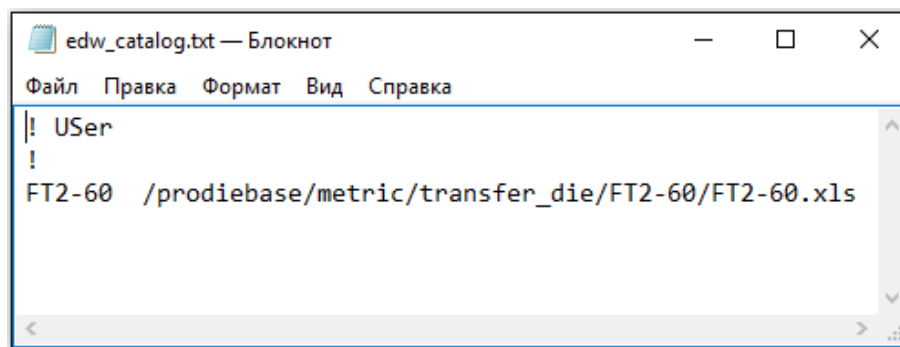 edw_catalog.txt — Блокнот
Файл Правка Формат Вид Справка
! USer
!
FT2-60 /prodiebase/metric/transfer_die/FT2-60/FT2-60.xls